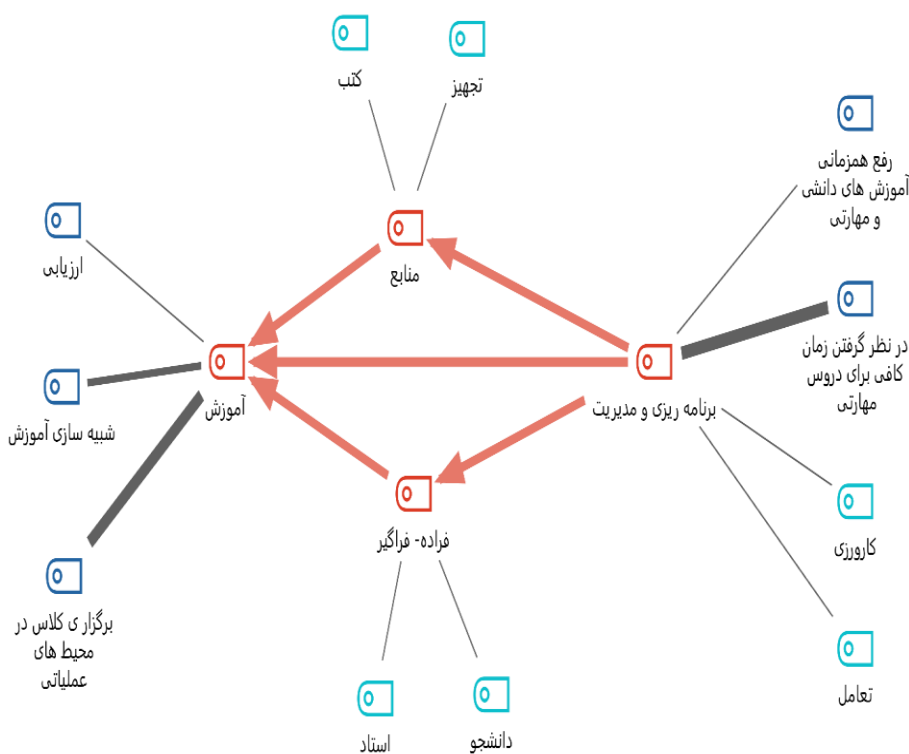 کتب
تجهیز
رفع همزمانی
آموزش های دانشی
و مهارتی
ارزیابی
منابع
در نظر گرفتن زمان
کافی برای دروس
مهارتی
آموزش
برنامه ریزی و مدیریت
شبیه سازی آموزش
فراده- فراگیر
کارورزی
برگزار ی کلاس در
محیط های
عملیاتی
تعامل
استاد
دانشجو